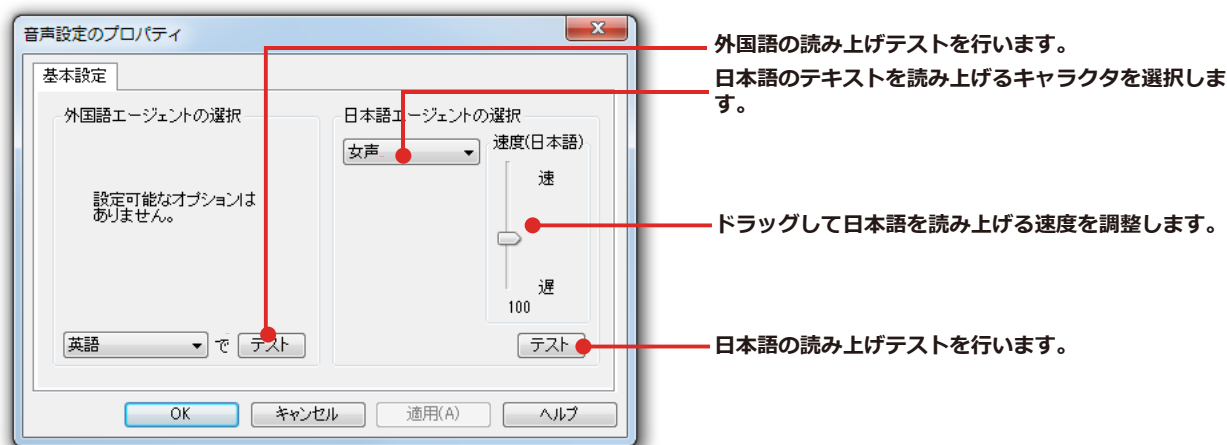 音声設定のプロパティ
外国語の読み上げテストを行います。
基本設定
日本語のテキストを読み上げるキャラクタを選択しま
す。
外国語エージェントの選択
日本語エージェントの選択
女声
速度(日本語)
速
設定可能なオプションは
ありません。
ドラッグして日本語を読み上げる速度を調整します。
遅
100
英語 で テスト
テスト
日本語の読み上げテストを行います。
OK キャンセル 適用(A) ヘルプ